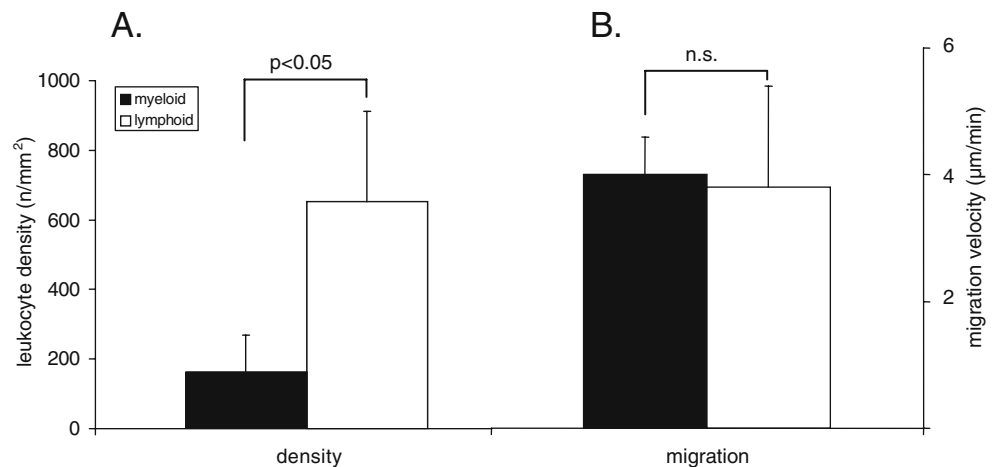 A.
B.
p<0.05
n.s.
myeloid
lymphoid
leukocyte density (n/mm²)
1000
800
600
400
200
0
6
4
2
migration velocity (μm/min)
density
migration